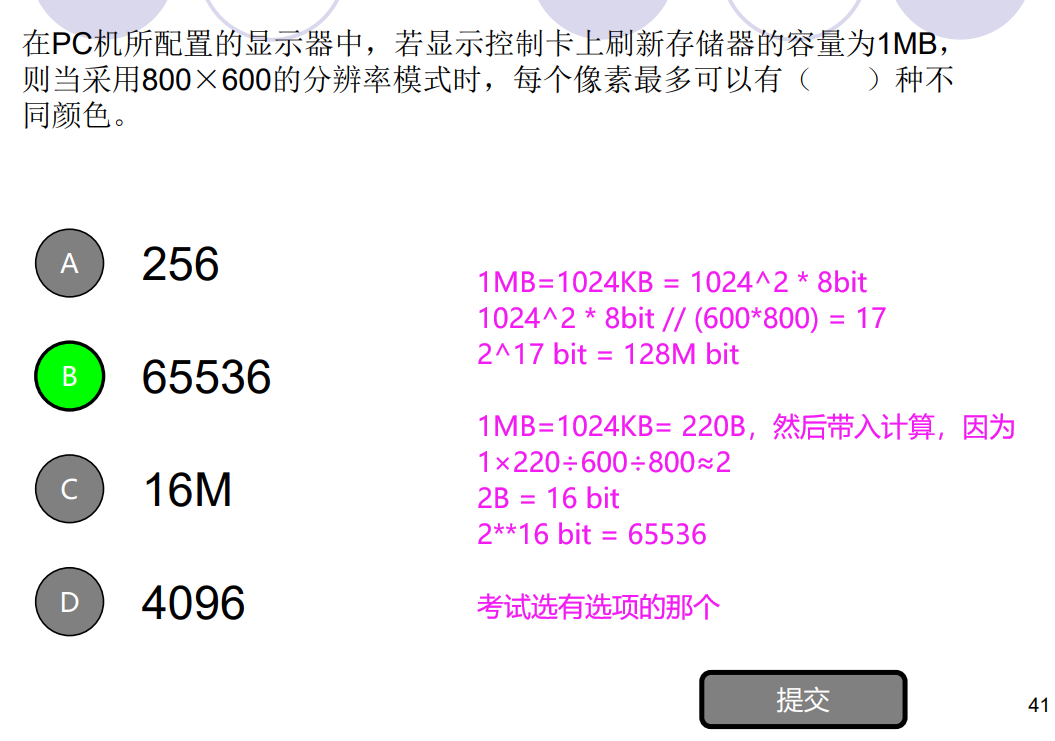 在PC机所配置的显示器中，若显示控制卡上刷新存储器的容量为1MB，
则当采用800×600的分辨率模式时，每个像素最多可以有（　　）种不
同颜色。
A 256
1MB=1024KB = 1024^2 * 8bit
1024^2 * 8bit // (600*800) = 17
2^17 bit = 128M bit
B 65536
1MB=1024KB= 220B，然后带入计算，因为
1×220÷600÷800≈2
C 16M
2B = 16 bit
2**16 bit = 65536
D 4096
考试选有选项的那个
提交
41